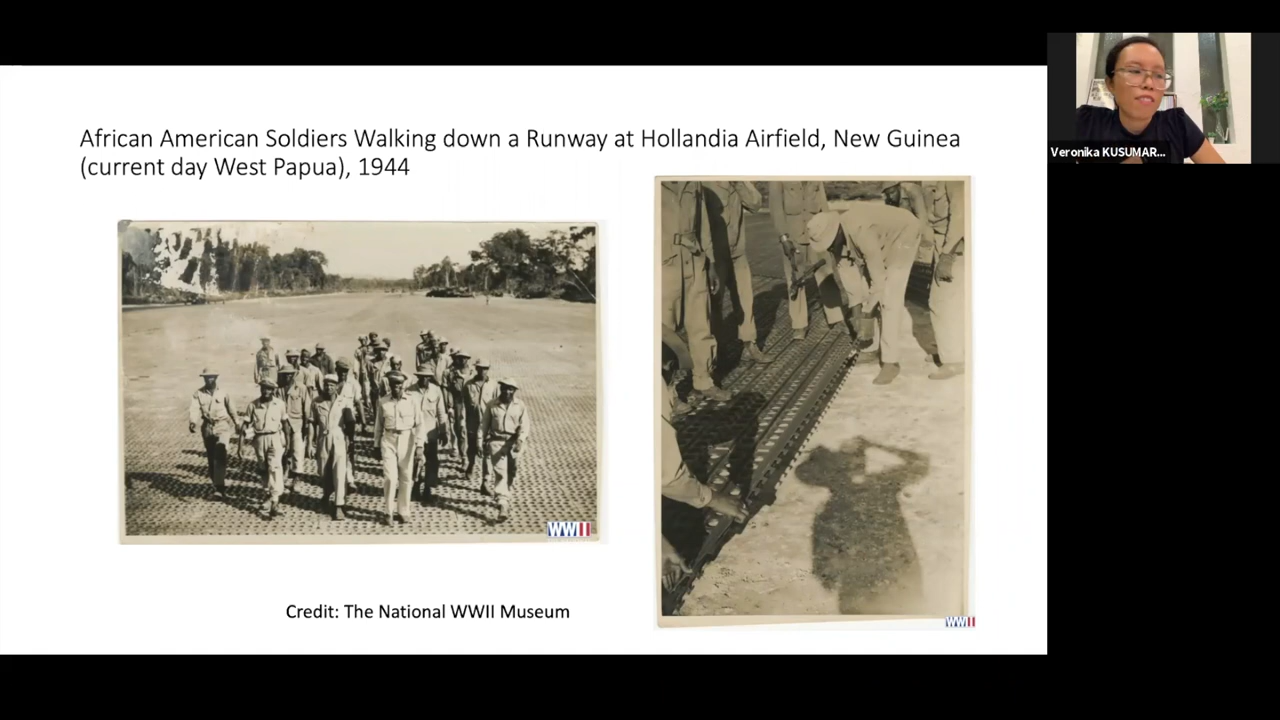 African American Soldiers Walking down a Runway at Hollandia Airfield, New Guinea
(current day West Papua), 1944
Veronika KUSUMAR...
WWII
Credit: The National WWII Museum
WWII